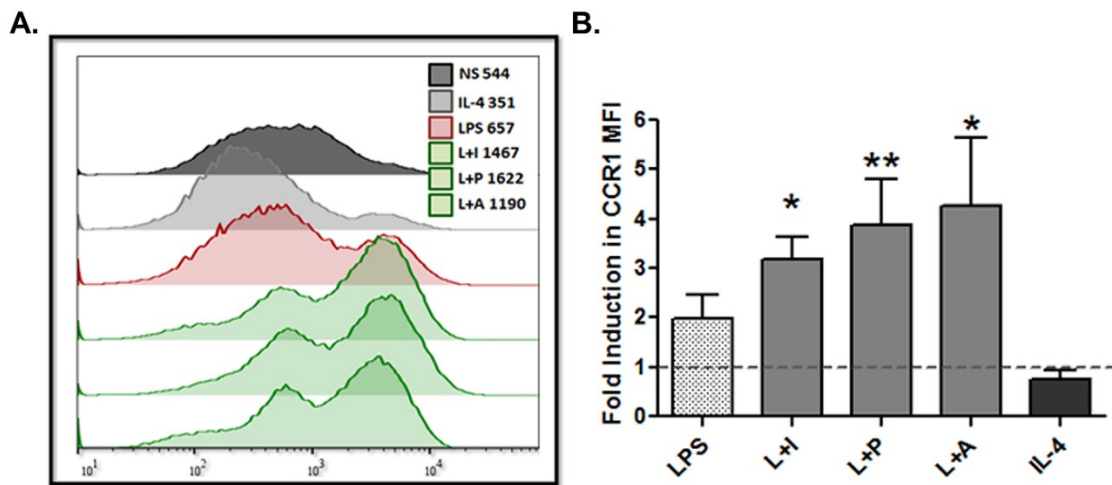 A.
NS 544
IL-4 351
LPS 657
L+I 1467
L+P 1622
L+A 1190
10¹ 10² 10³ 10⁴
B.
Fold Induction in CCR1 MFI
6
5
4
3
2
1
0
*
**
*
LPS L+I L+P L+A IL-4